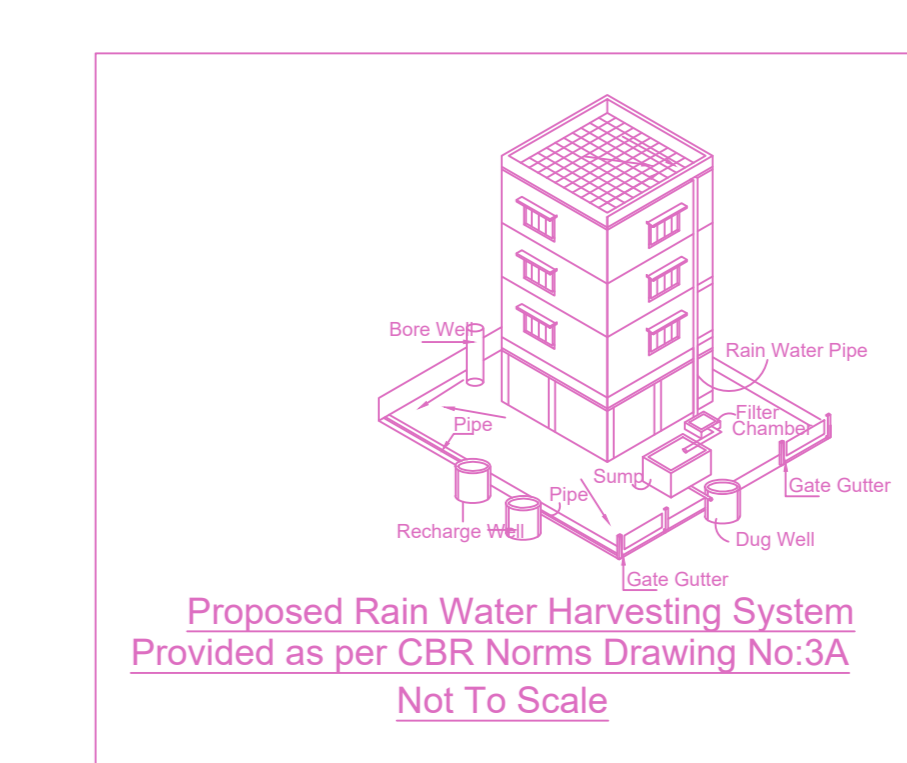 Bore Well
Rain Water Pipe
Filter
Chamber
Pipe
Sump
Gate Gutter
Pipe
Recharge Well
Dug Well
Gate Gutter
Proposed Rain Water Harvesting System
Provided as per CBR Norms Drawing No:3A
Not To Scale